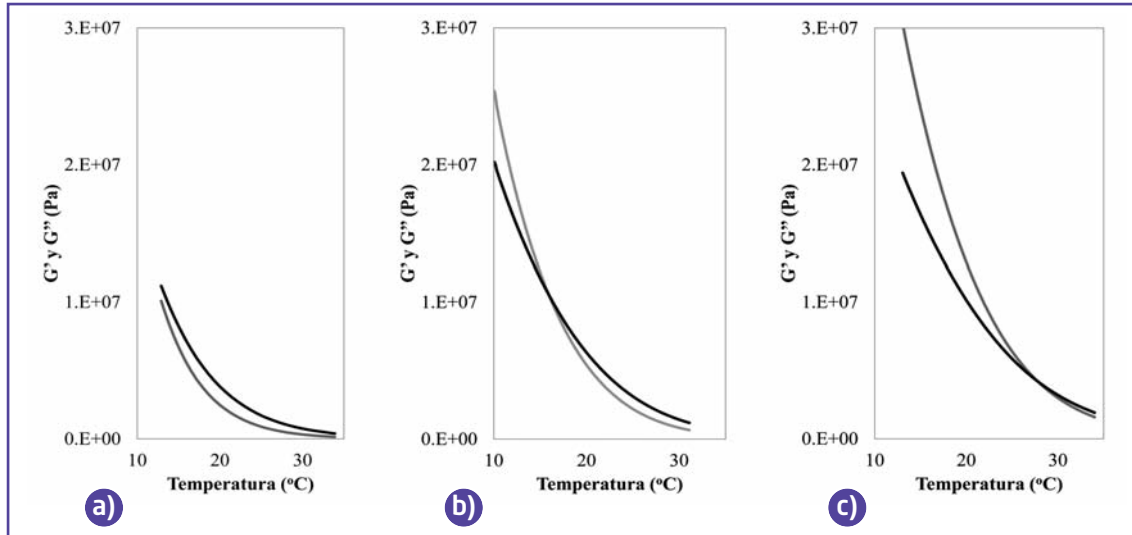 3.E+07
2.E+07
1.E+07
0.E+00
G’ y G” (Pa)
10 20 30
Temperatura (ºC)
a)
3.E+07
2.E+07
1.E+07
0.E+00
G’ y G” (Pa)
10 20 30
Temperatura (ºC)
b)
3.E+07
2.E+07
1.E+07
0.E+00
G’ y G” (Pa)
10 20 30
Temperatura (ºC)
c)